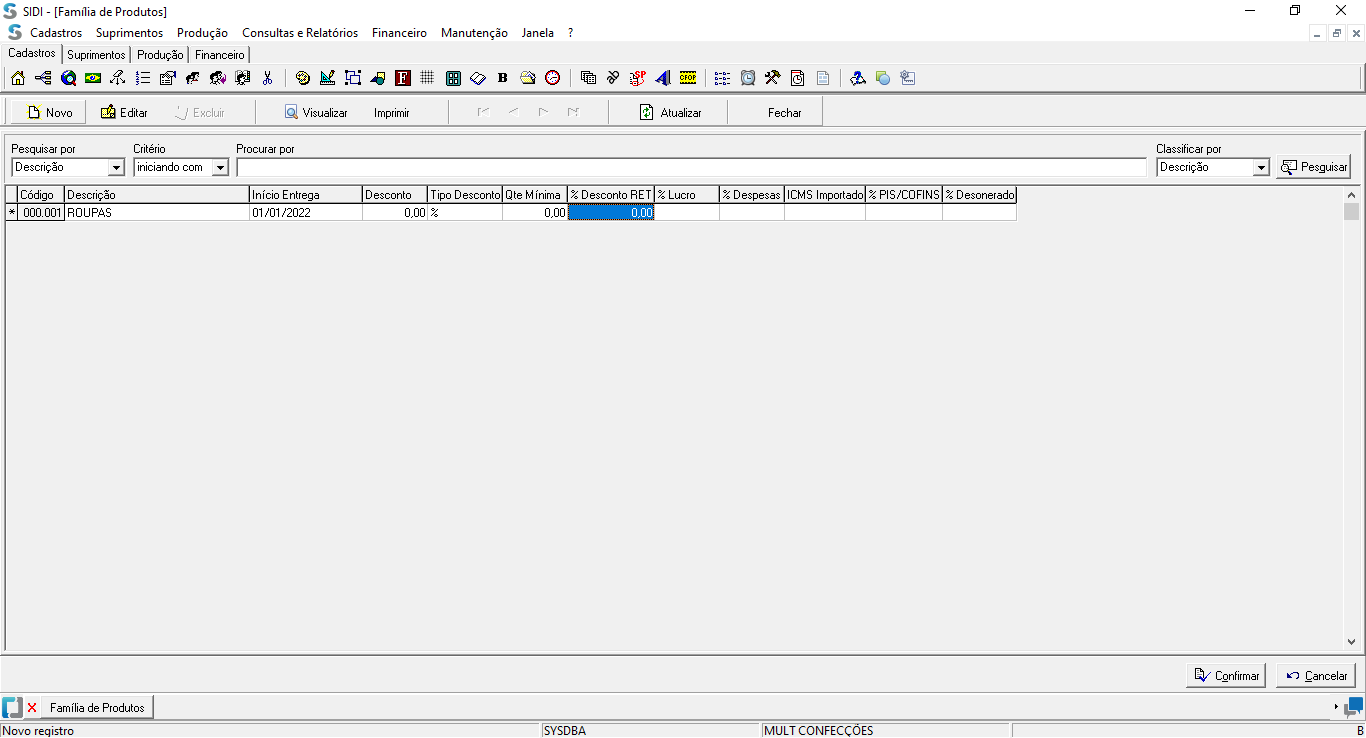 SIDI - [Família de Produtos]
Cadastros Suprimentos Produção Consultas e Relatórios Financeiro Manutenção Janela ?
Cadastros Suprimentos Produção Financeiro
F B SP CFOP
Novo Editar Excluir Visualizar Imprimir Atualizar Fechar
Pesquisar por Critério Procurar por Classificar por
Descrição iniciando com Descrição Pesquisar
Código Descrição Início Entrega Desconto Tipo Desconto Qte Mínima % Desconto RET % Lucro % Despesas ICMS Importado % PIS/COFINS % Desonerado
* 000.001 ROUPAS 01/01/2022 0,00 % 0,00 0,00
Confirmar Cancelar
Família de Produtos
Novo registro SYSDBA MULT CONFECÇÕES B